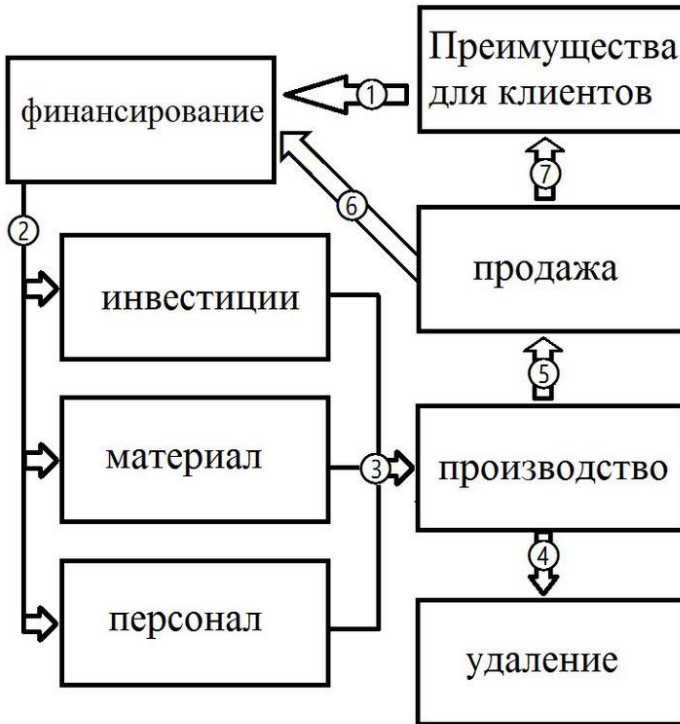 Преимущества
для клиентов
финансирование
1
7
2
6
продажа
инвестиции
5
материал
3
производство
4
персонал
удаление